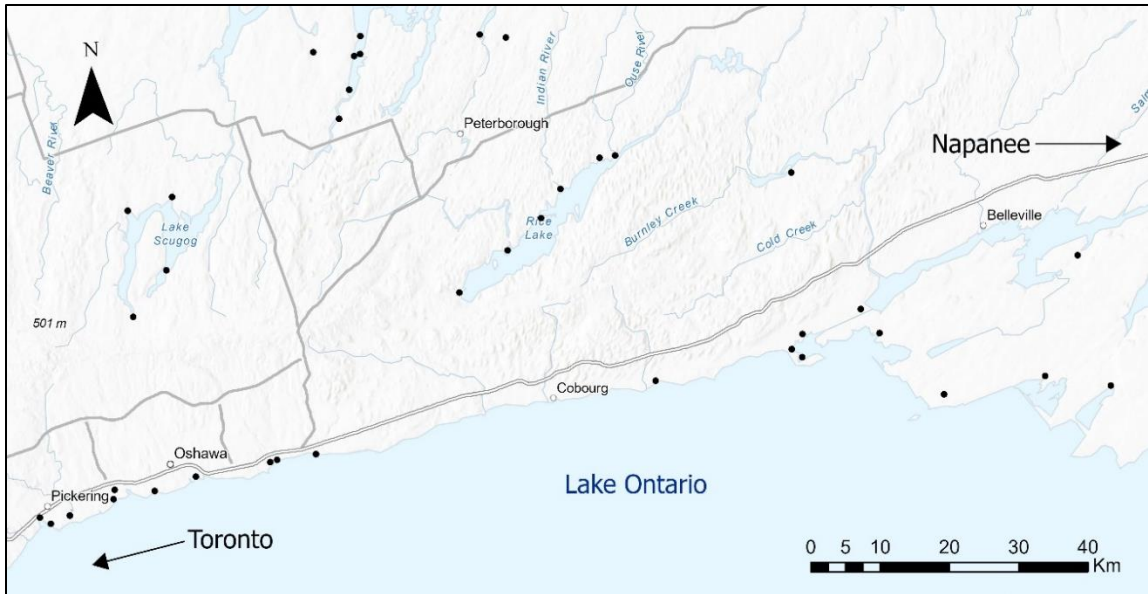 N
Beaver River
Indian River
Ouse River
Peterborough
Napanee
Lake
Scugog
Rice
Lake
Burnley Creek
Cold Creek
Belleville
501 m
Cobourg
Oshawa
Pickering
Lake Ontario
Toronto
0 5 10 20 30 40
Km